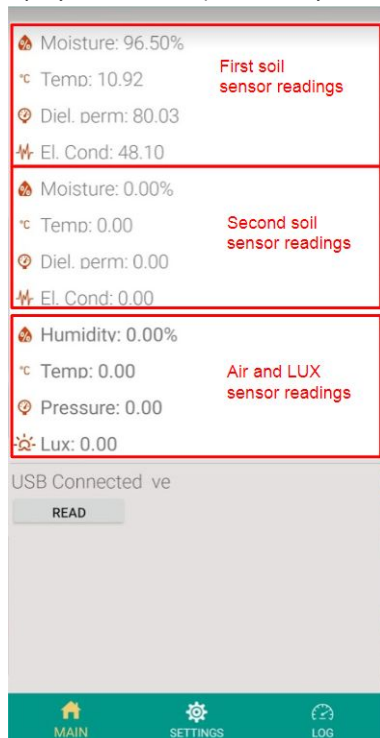 Moisture: 96.50%
Temp: 10.92
First soil
sensor readings
Diel. perm: 80.03
El. Cond: 48.10
Moisture: 0.00%
Temp: 0.00
Second soil
sensor readings
Diel. perm: 0.00
El. Cond: 0.00
Humidity: 0.00%
Temp: 0.00
Air and LUX
sensor readings
Pressure: 0.00
Lux: 0.00
USB Connected ve
READ
MAIN
SETTINGS
LOG